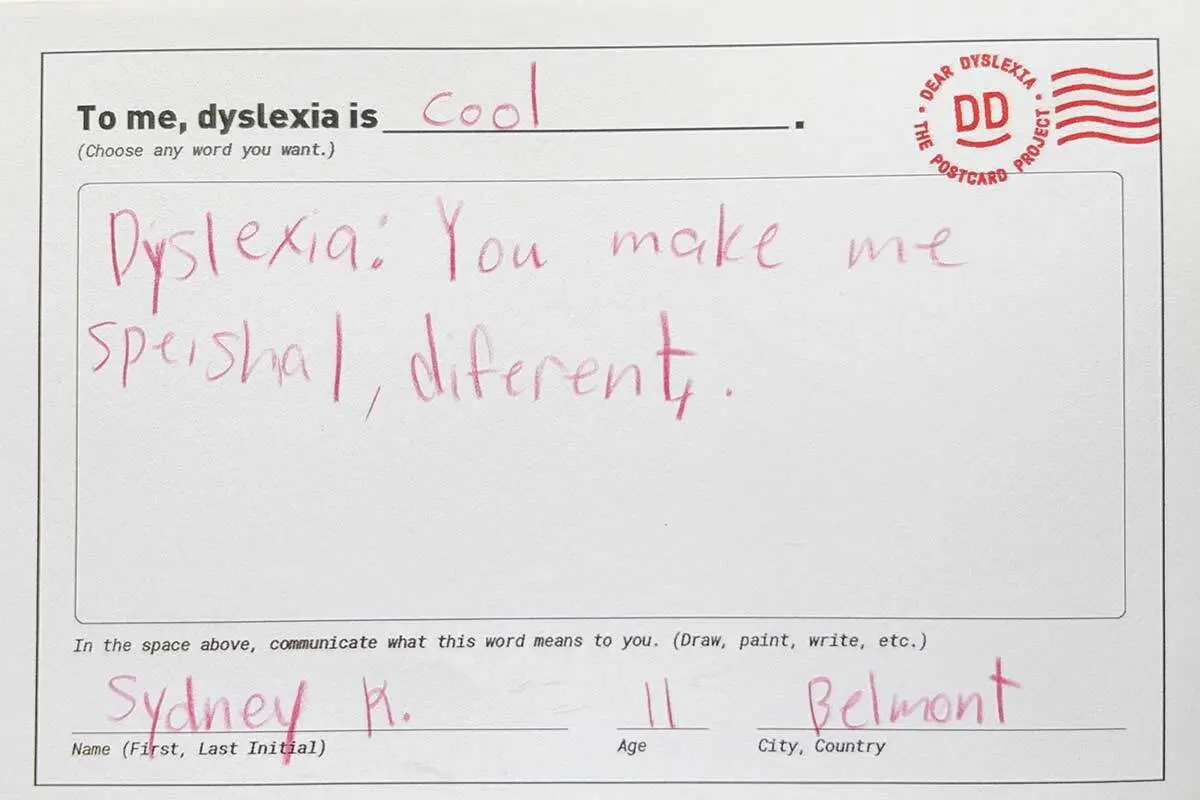 To me, dyslexia is cool.
(Choose any word you want.)
DEAR DYSLEXIA • THE POSTCARD PROJECT •
DD
Dyslexia: You make me
speishal, diferent,.
In the space above, communicate what this word means to you. (Draw, paint, write, etc.)
Sydney K. 11 Belmont
Name (First, Last Initial) Age City, Country